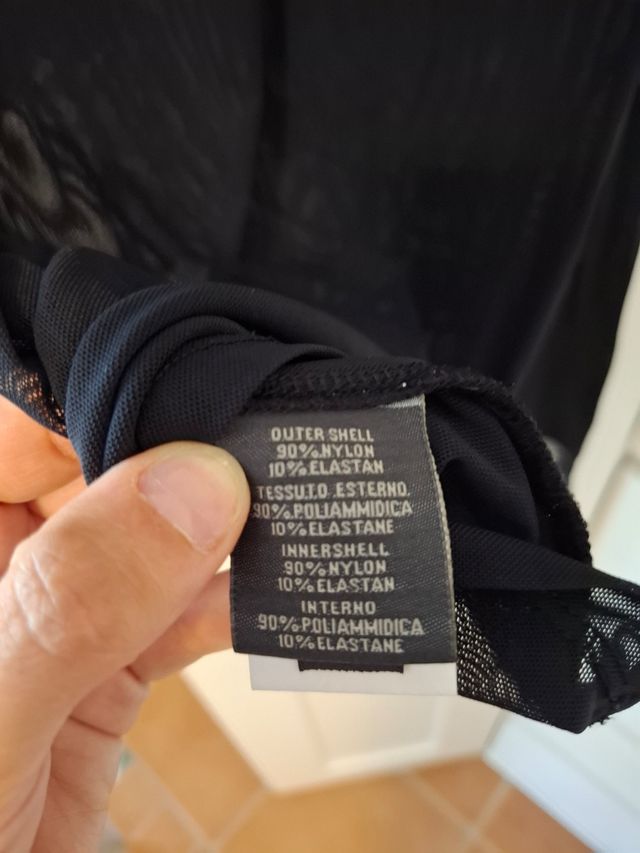 OUTER SHELL
90% NYLON
10% ELASTAN
TESSUTO ESTERNO
90% POLIAMMIDICA
10% ELASTANE
INNERSHELL
90% NYLON
10% ELASTAN
INTERNO
90% POLIAMMIDICA
10% ELASTANE